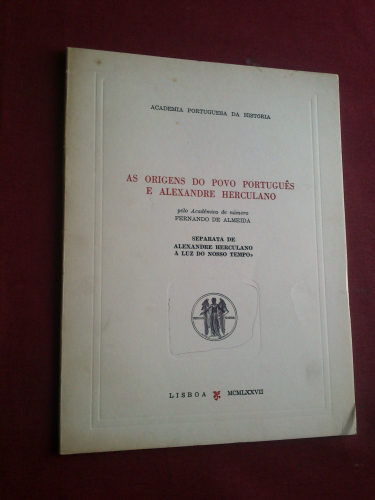 ACADEMIA PORTUGUESA DA HISTÓRIA
AS ORIGENS DO POVO PORTUGUÊS
E ALEXANDRE HERCULANO
pelo Académico de número
FERNANDO DE ALMEIDA
SEPARATA DE
ALEXANDRE HERCULANO
À LUZ DO NOSSO TEMPO»
LISBOA
MCMLXXVII